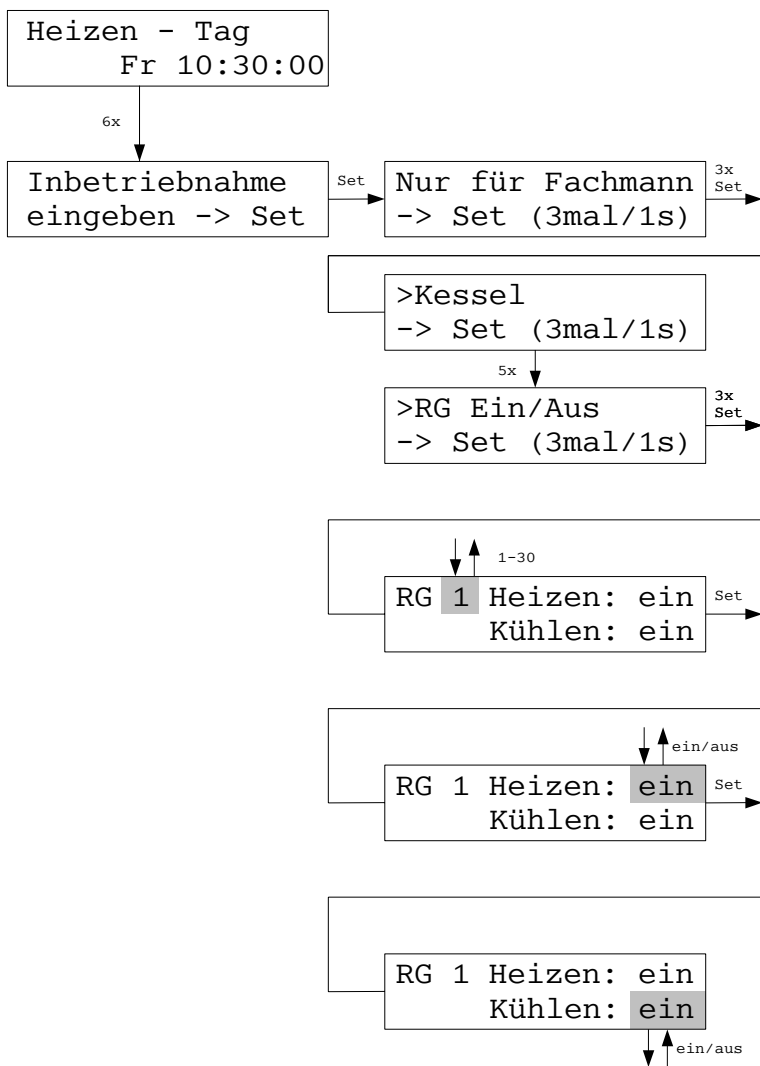 Heizen - Tag
Fr 10:30:00
6x
Inbetriebnahme
eingeben -> Set
Set
Nur für Fachmann
-> Set (3mal/1s)
3x
Set
>Kessel
-> Set (3mal/1s)
5x
>RG Ein/Aus
-> Set (3mal/1s)
3x
Set
1-30
RG 1 Heizen: ein
Kühlen: ein
Set
ein/aus
RG 1 Heizen: ein
Kühlen: ein
Set
RG 1 Heizen: ein
Kühlen: ein
ein/aus